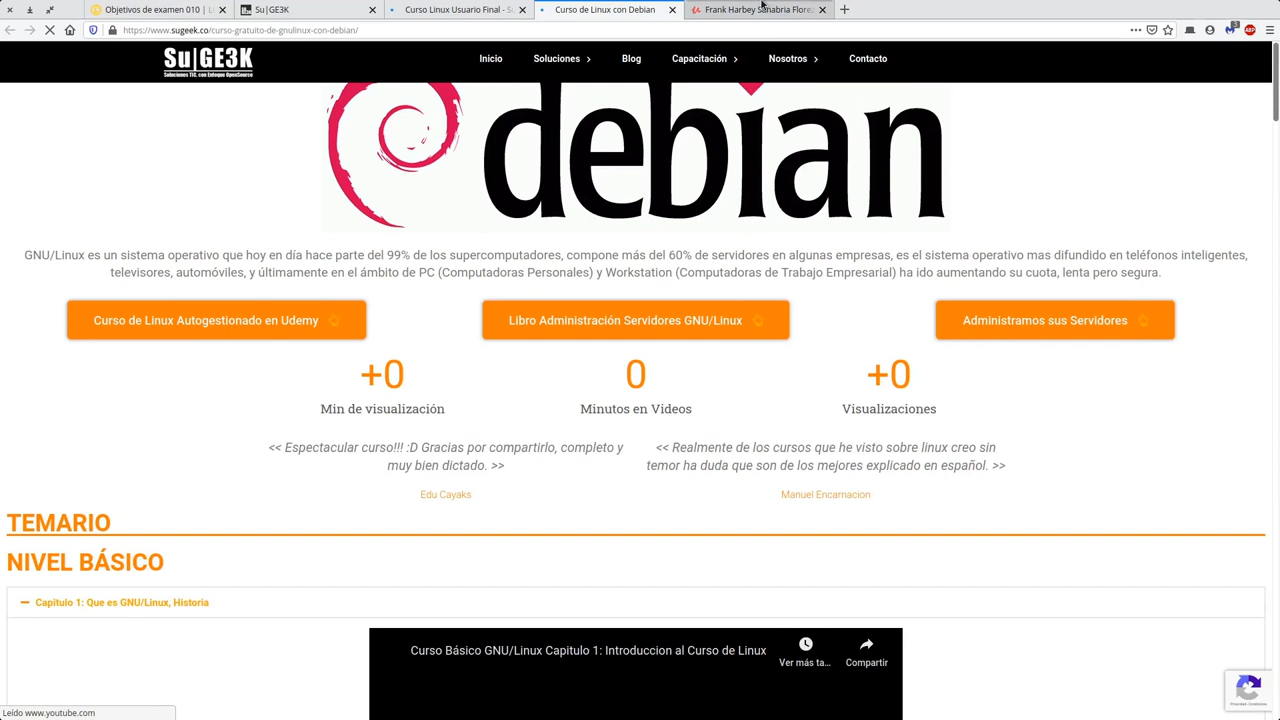 Objetivos de examen 010 | Li
Su|GE3K
Curso Linux Usuario Final - Su
Curso de Linux con Debian
Frank Harbey Sanabria Florez
https://www.sugeek.co/curso-gratuito-de-gnulinux-con-debian/
3
ABP
Su|GE3K
Soluciones TIC. con Enfoque OpenSource
Inicio
Soluciones
Blog
Capacitación
Nosotros
Contacto
debian
GNU/Linux es un sistema operativo que hoy en día hace parte del 99% de los supercomputadores, compone más del 60% de servidores en algunas empresas, es el sistema operativo mas difundido en teléfonos inteligentes,
televisores, automóviles, y últimamente en el ámbito de PC (Computadoras Personales) y Workstation (Computadoras de Trabajo Empresarial) ha ido aumentando su cuota, lenta pero segura.
Curso de Linux Autogestionado en Udemy
Libro Administración Servidores GNU/Linux
Administramos sus Servidores
+0
0
+0
Min de visualización
Minutos en Videos
Visualizaciones
<< Espectacular curso!!! :D Gracias por compartirlo, completo y
muy bien dictado. >>
Edu Cayaks
<< Realmente de los cursos que he visto sobre linux creo sin
temor ha duda que son de los mejores explicado en español. >>
Manuel Encarnacion
TEMARIO
NIVEL BÁSICO
Capitulo 1: Que es GNU/Linux, Historia
Curso Básico GNU/Linux Capitulo 1: Introduccion al Curso de Linux
Ver más ta...
Compartir
Privacidad - Condiciones
Leído www.youtube.com